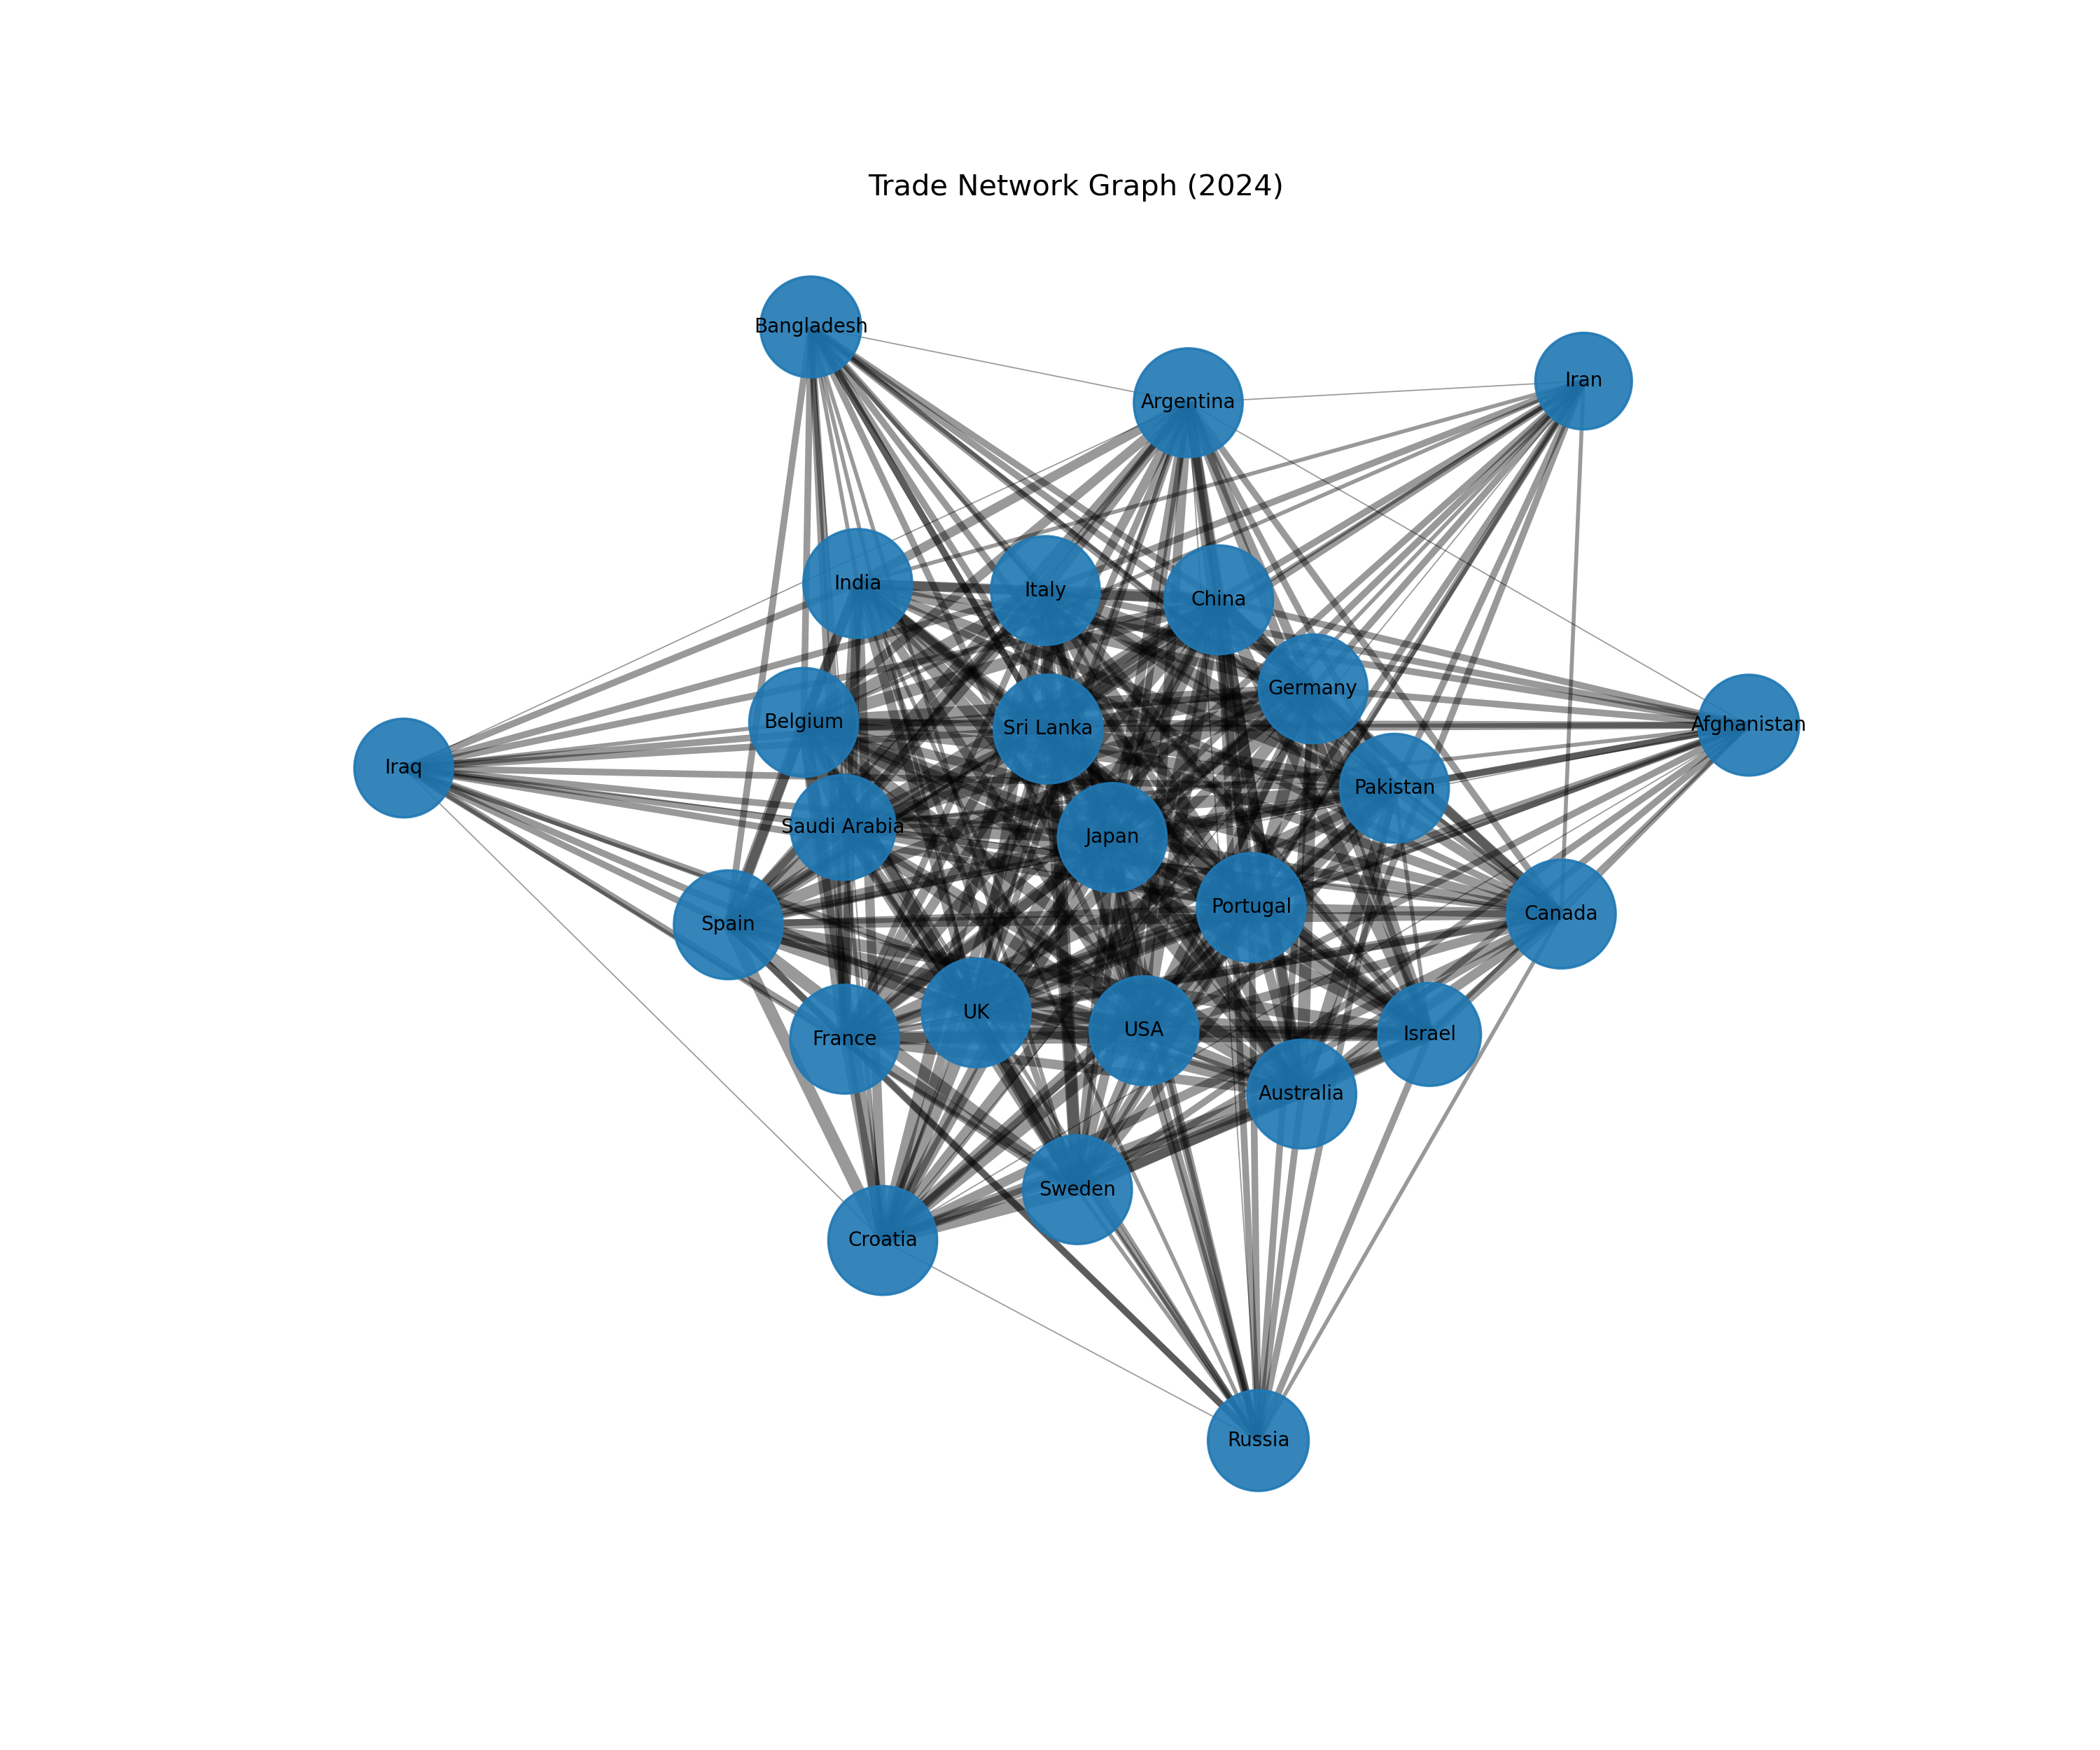 Trade Network Graph (2024)
Bangladesh
Iran
Argentina
India
Italy
China
Germany
Belgium
Sri Lanka
Afghanistan
Iraq
Pakistan
Saudi Arabia
Japan
Portugal
Canada
Spain
UK
USA
Israel
France
Australia
Sweden
Croatia
Russia